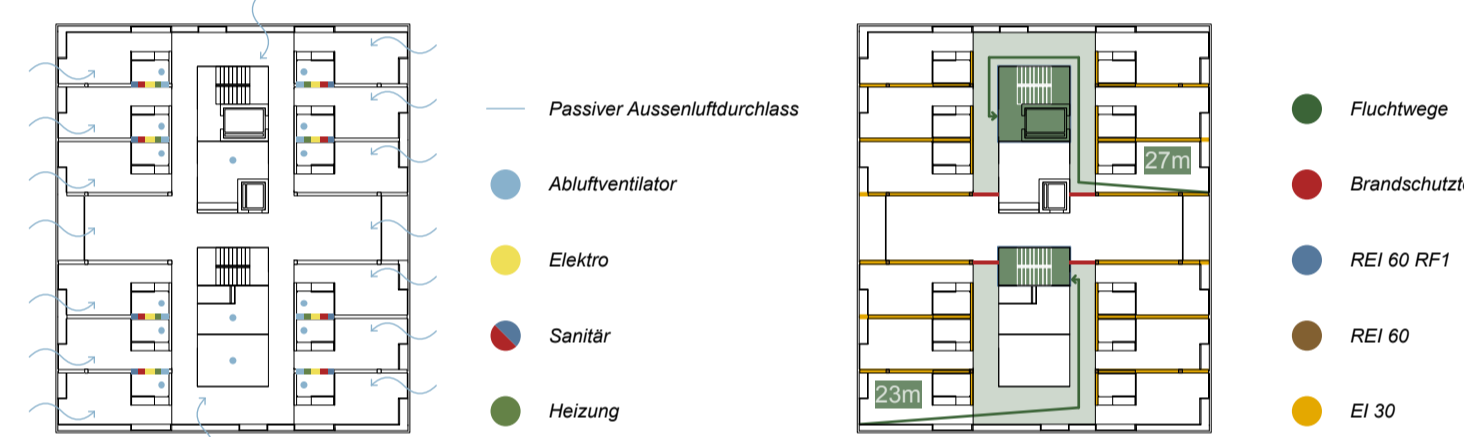 Passiver Aussenluftdurchlass
Abluftventilator
Elektro
Sanitär
Heizung
27m
23m
Fluchtwege
REI 60 RF1
REI 60
EI 30